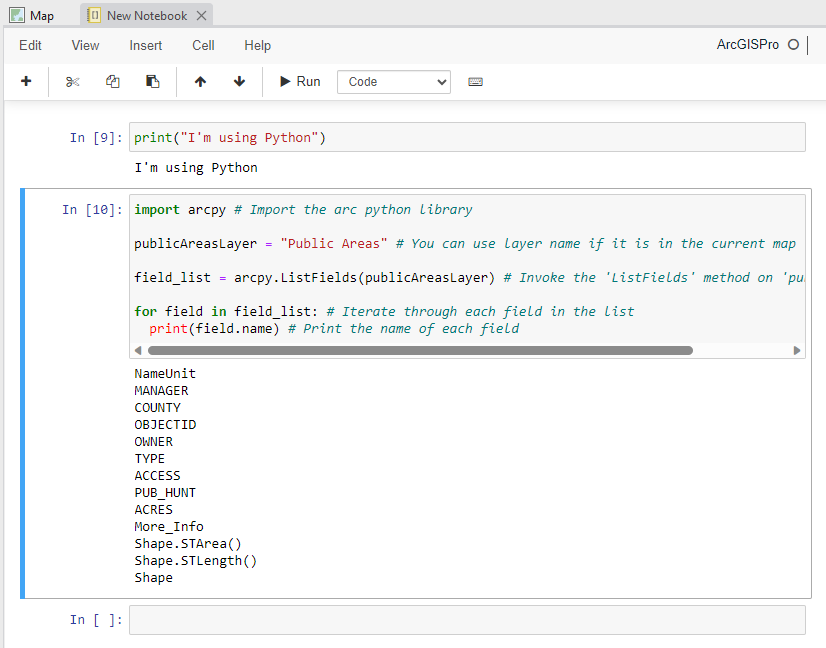 Map
New Notebook
Edit View Insert Cell Help
ArcGISPro
Run Code
In [9]: print("I'm using Python")
I'm using Python
In [10]: import arcpy # Import the arc python library
publicAreasLayer = "Public Areas" # You can use layer name if it is in the current map
field_list = arcpy.ListFields(publicAreasLayer) # Invoke the 'ListFields' method on 'pu
for field in field_list: # Iterate through each field in the list
print(field.name) # Print the name of each field
NameUnit
MANAGER
COUNTY
OBJECTID
OWNER
TYPE
ACCESS
PUB_HUNT
ACRES
More_Info
Shape.STArea()
Shape.STLength()
Shape
In [ ]: